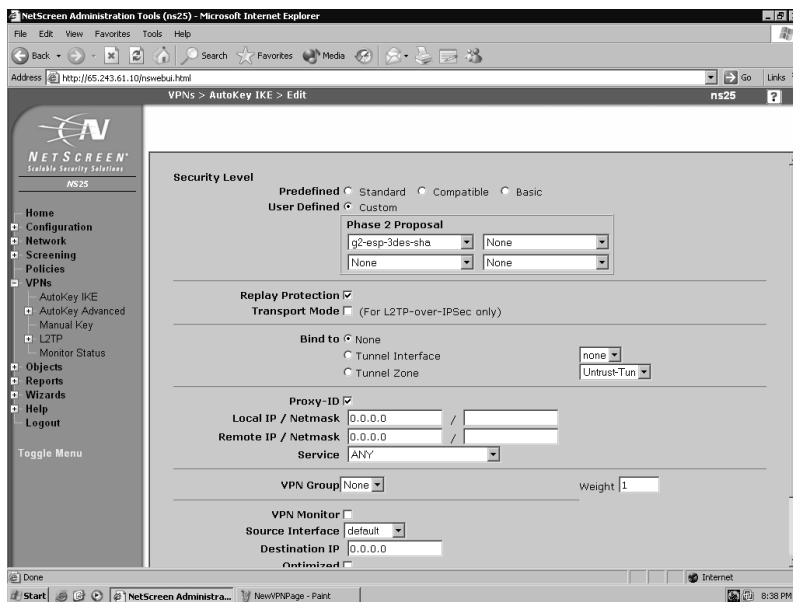 NetScreen Administration Tools (ns25) - Microsoft Internet Explorer
File Edit View Favorites Tools Help
Back Search Favorites Media
Address http://65.243.61.10/nswebui.html Go Links
VPNs > AutoKey IKE > Edit ns25 ?
N
NETSCREEN
Scalable Security Solutions
NS25
Home
Configuration
Network
Screening
Policies
VPNs
AutoKey IKE
AutoKey Advanced
Manual Key
L2TP
Monitor Status
Objects
Reports
Wizards
Help
Logout
Toggle Menu
Security Level
Predefined Standard Compatible Basic
User Defined Custom
Phase 2 Proposal
g2-esp-3des-sha None
None None
Replay Protection
Transport Mode (For L2TP-over-IPSec only)
Bind to None
Tunnel Interface none
Tunnel Zone Untrust-Tun
Proxy-ID
Local IP / Netmask 0.0.0.0 /
Remote IP / Netmask 0.0.0.0 /
Service ANY
VPN Group None Weight 1
VPN Monitor
Source Interface default
Destination IP 0.0.0.0
Optimized
Done Internet
Start NetScreen Administra... NewVPNPage - Paint 8:38 PM